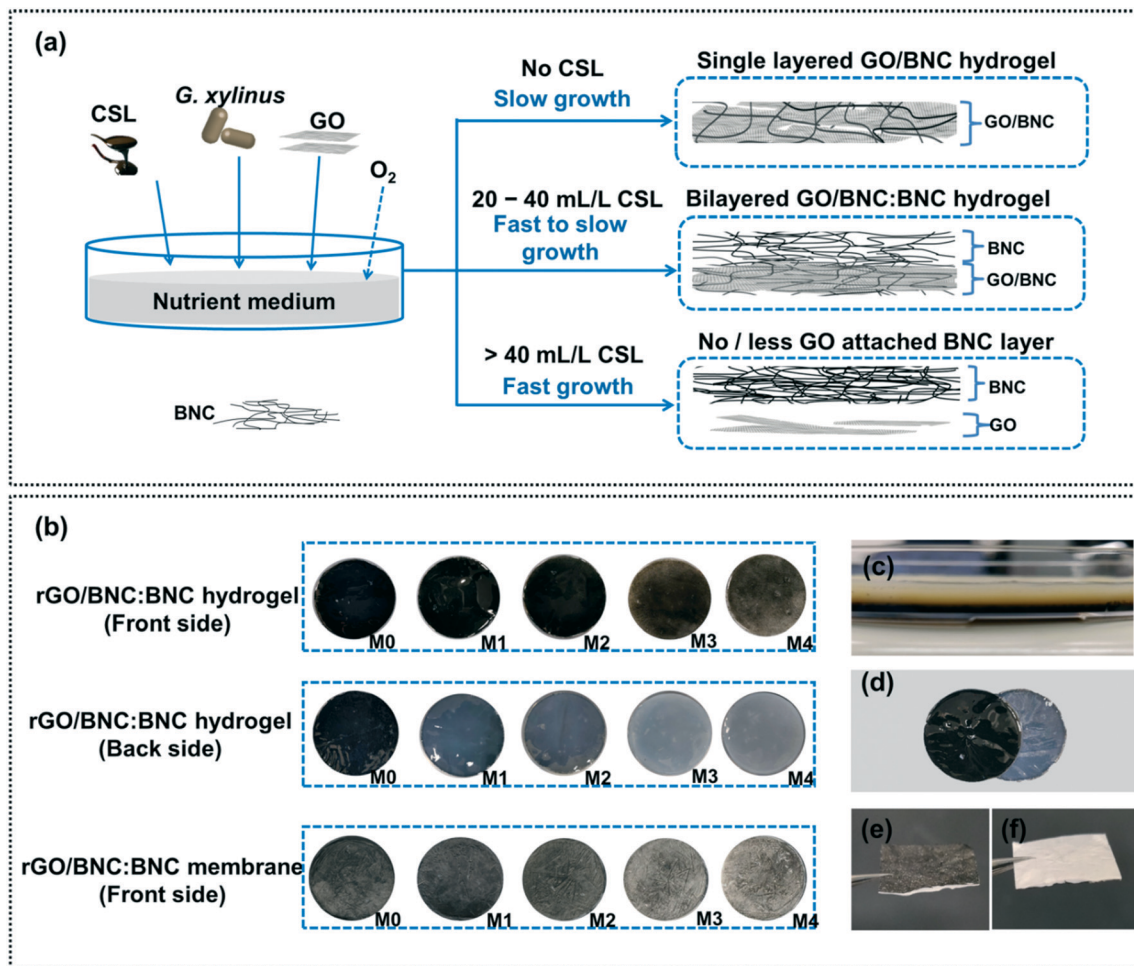 (a)
CSL
G. xylinus
GO
O2
Nutrient medium
BNC
No CSL
Slow growth
20 – 40 mL/L CSL
Fast to slow
growth
> 40 mL/L CSL
Fast growth
Single layered GO/BNC hydrogel
GO/BNC
Bilayered GO/BNC:BNC hydrogel
BNC
GO/BNC
No / less GO attached BNC layer
BNC
GO
(b)
rGO/BNC:BNC hydrogel
(Front side)
M0 M1 M2 M3 M4
rGO/BNC:BNC hydrogel
(Back side)
M0 M1 M2 M3 M4
rGO/BNC:BNC membrane
(Front side)
M0 M1 M2 M3 M4
(c)
(d)
(e) (f)